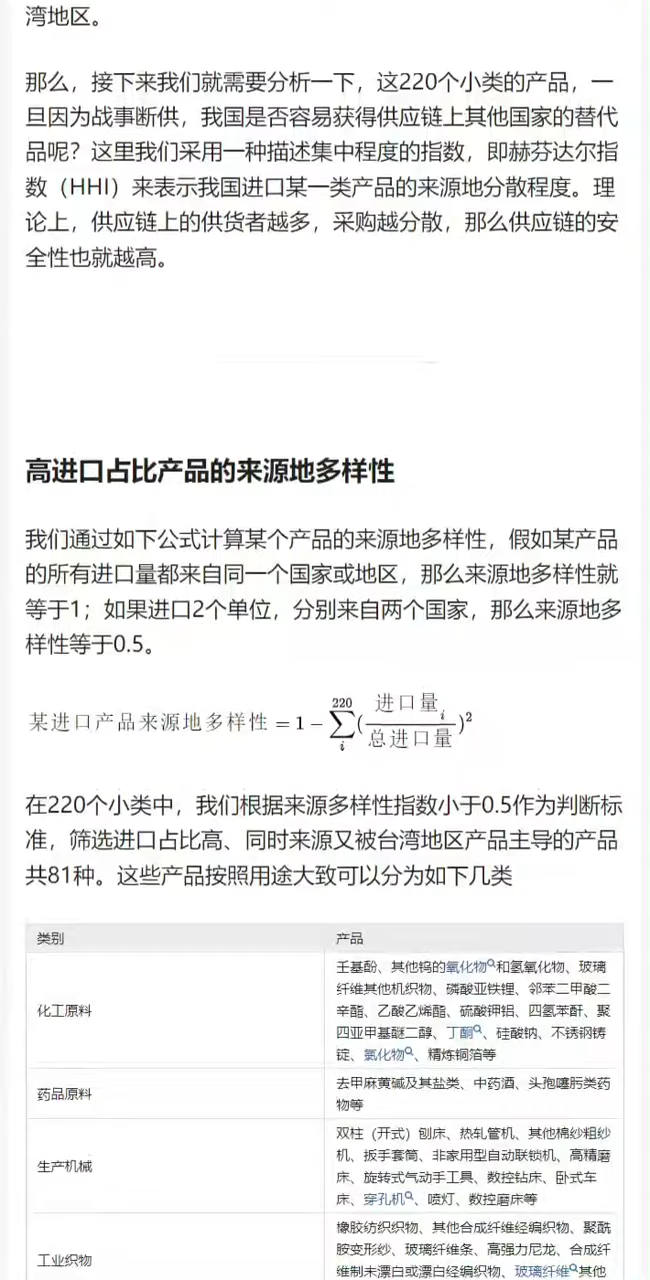 湾地区。
那么，接下来我们就需要分析一下，这220个小类的产品，一
旦因为战事断供，我国是否容易获得供应链上其他国家的替代
品呢？这里我们采用一种描述集中程度的指数，即赫芬达尔指
数（HHI）来表示我国进口某一类产品的来源地分散程度。理
论上，供应链上的供货者越多，采购越分散，那么供应链的安
全性也就越高。
高进口占比产品的来源地多样性
我们通过如下公式计算某个产品的来源地多样性，假如某产品
的所有进口量都来自同一个国家或地区，那么来源地多样性就
等于1；如果进口2个单位，分别来自两个国家，那么来源地多
样性等于0.5。
某进口产品来源地多样性 = 1 − ∑_i^220 (进口量_i / 总进口量)^2
在220个小类中，我们根据来源多样性指数小于0.5作为判断标
准，筛选进口占比高、同时来源又被台湾地区产品主导的产品
共81种。这些产品按照用途大致可以分为如下几类
类别 产品
化工原料
壬基酚、其他钨的氧化物和氢氧化物、玻璃
纤维其他机织物、磷酸亚铁锂、邻苯二甲酸二
辛酯、乙酸乙烯酯、硫酸钾铝、四氢苯酐、聚
四亚甲基醚二醇、丁酮、硅酸钠、不锈钢铸
锭、氯化物、精炼铜箔等
药品原料
去甲麻黄碱及其盐类、中药酒、头孢噻肟类药
物等
生产机械
双柱（开式）刨床、热轧管机、其他棉纱粗纱
机、扳手套筒、非家用型自动联锁机、高精磨
床、旋转式气动手工具、数控钻床、卧式车
床、穿孔机、喷灯、数控磨床等
工业织物
橡胶纺织织物、其他合成纤维经编织物、聚酰
胺变形纱、玻璃纤维条、高强力尼龙、合成纤
维制未漂白或漂白经编织物、玻璃纤维其他